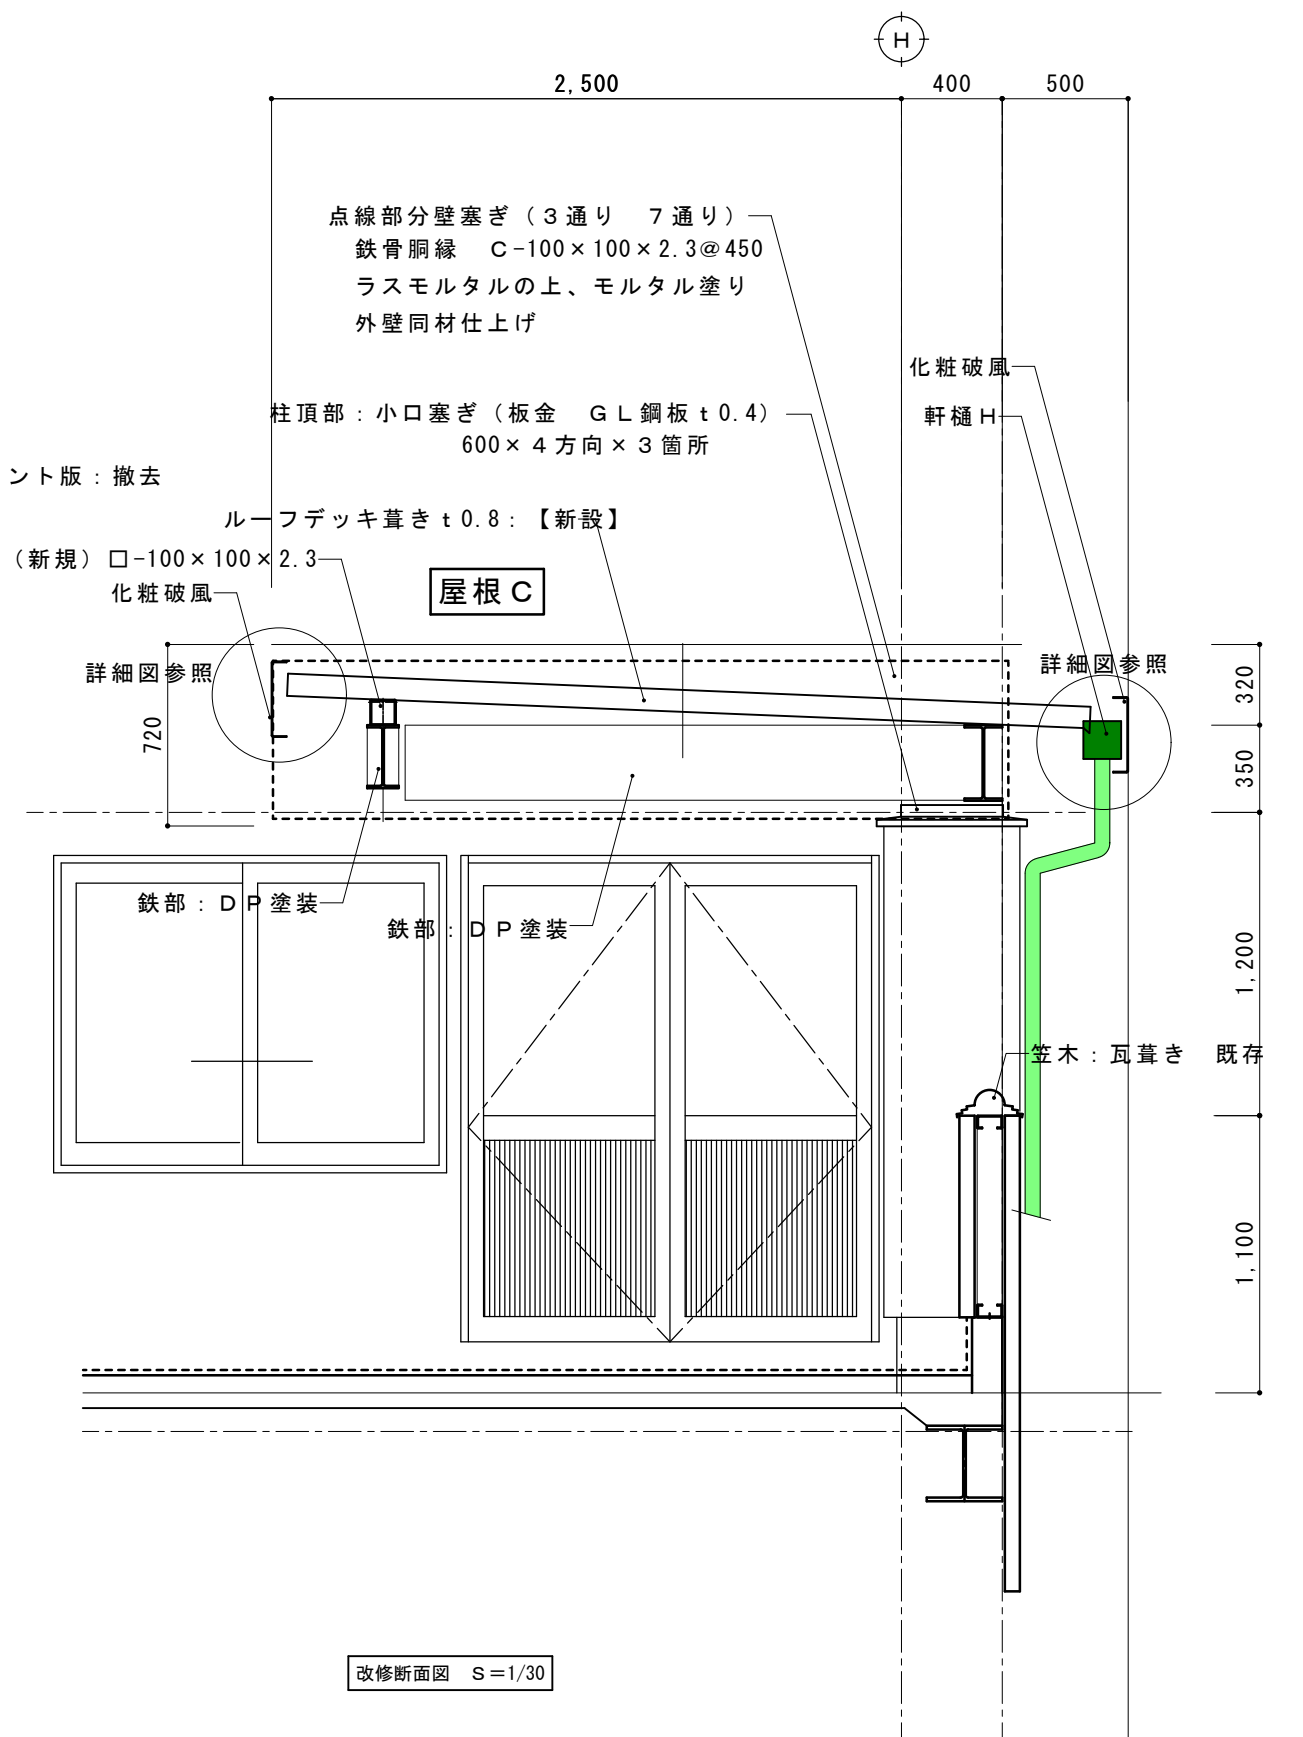 H
2,500
400
500
点線部分壁塞ぎ（３通り　７通り）
鉄骨胴縁　C-100×100×2.3@450
ラスモルタルの上、モルタル塗り
外壁同材仕上げ
化粧破風
柱頂部：小口塞ぎ（板金　ＧＬ鋼板ｔ0.4）
軒樋Ｈ
600×４方向×３箇所
ント版：撤去
ルーフデッキ葺きｔ0.8：【新設】
（新規）□-100×100×2.3
化粧破風
屋根Ｃ
詳細図参照
詳細図参照
720
320
350
鉄部：ＤＰ塗装
鉄部：ＤＰ塗装
1,200
笠木：瓦葺き　既存
1,100
改修断面図　Ｓ＝1/30